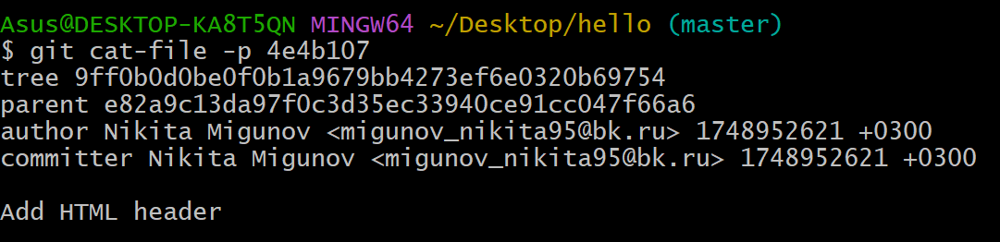 Asus@DESKTOP-KA8T5QN MINGW64 ~/Desktop/hello (master)
$ git cat-file -p 4e4b107
tree 9ff0b0d0be0f0b1a9679bb4273ef6e0320b69754
parent e82a9c13da97f0c3d35ec33940ce91cc047f66a6
author Nikita Migunov <migunov_nikita95@bk.ru> 1748952621 +0300
committer Nikita Migunov <migunov_nikita95@bk.ru> 1748952621 +0300

Add HTML header